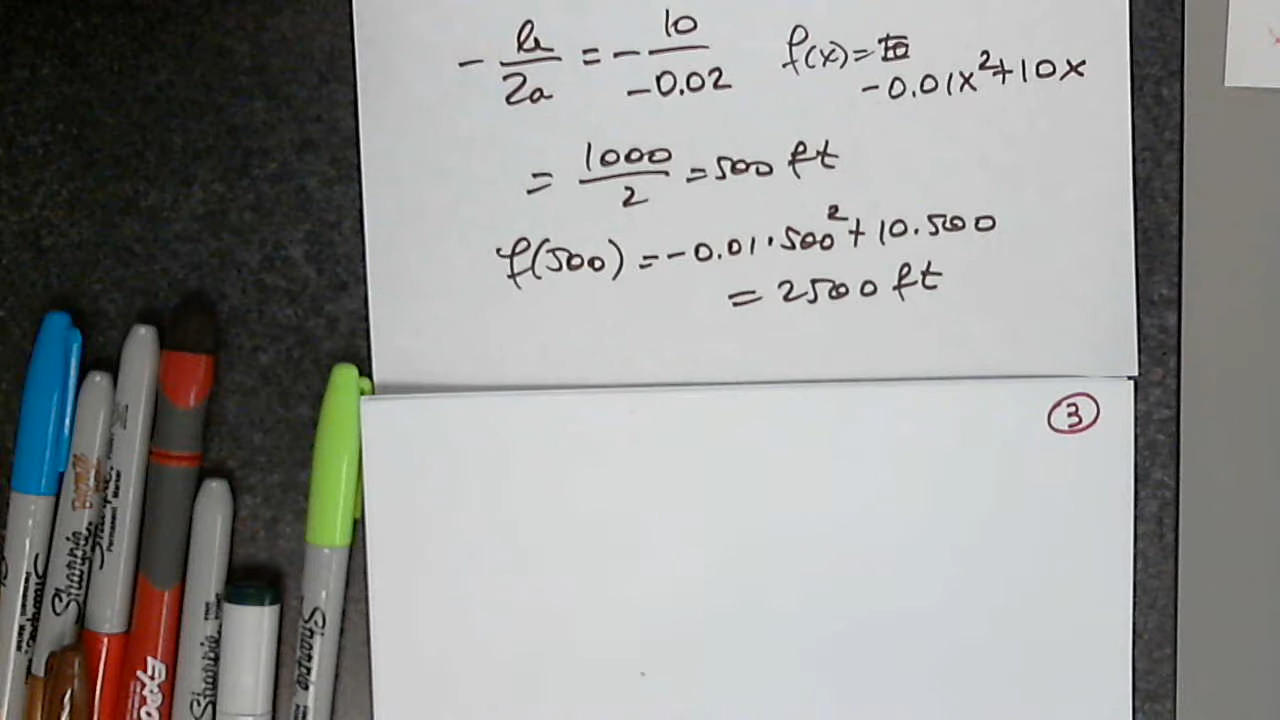 - b/2a = - 10/-0.02
f(x) =
-0.01x²+10x
= 1000/2 = 500 ft
f(500) = -0.01·500²+10.500
= 2500 ft
3
Sharpie
Sharpie
Expo
Sharpie
Sharpie